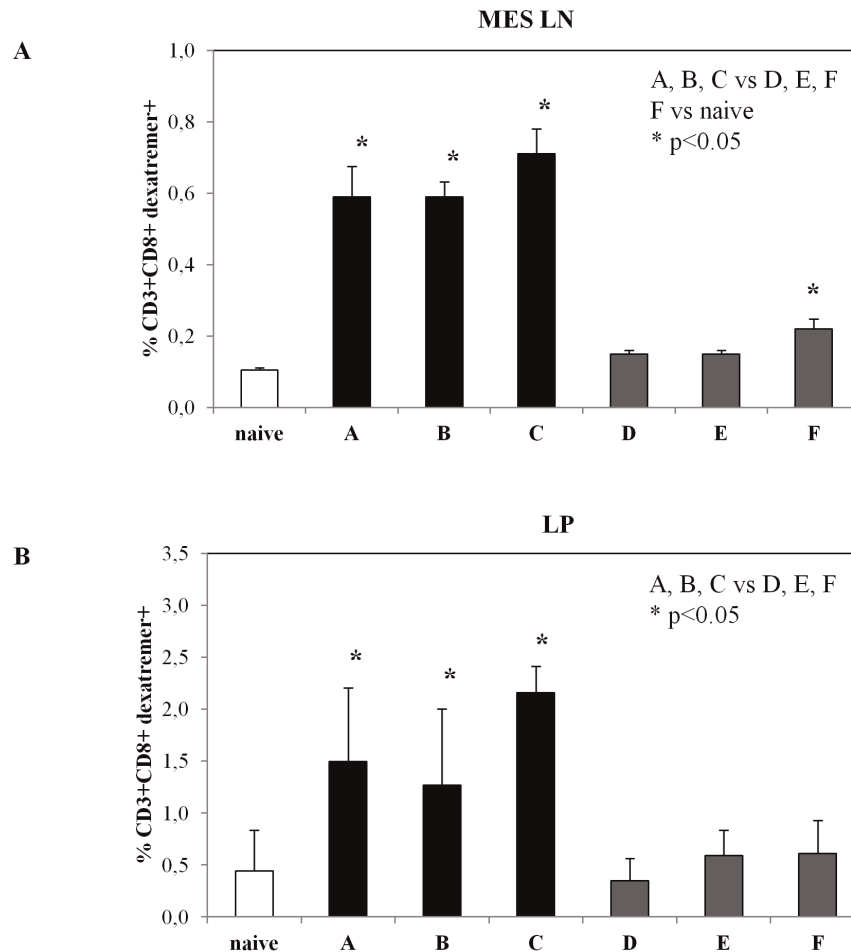 MES LN
A
% CD3+CD8+ dexatremer+
1,0
0,8
0,6
0,4
0,2
0,0
A, B, C vs D, E, F
F vs naive
* p<0.05
*
*
*
*
naive A B C D E F
LP
B
% CD3+CD8+ dexatremer+
3,5
3,0
2,5
2,0
1,5
1,0
0,5
0,0
A, B, C vs D, E, F
* p<0.05
*
*
*
naive A B C D E F